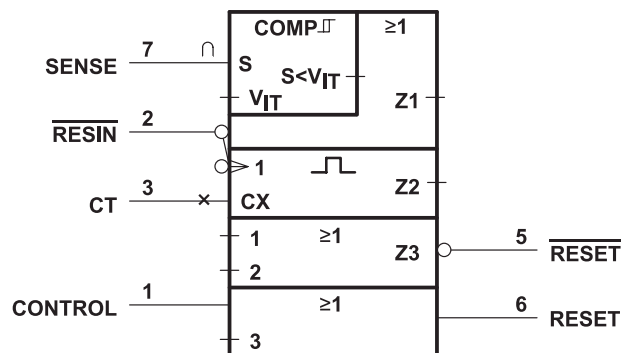 COMP ≥1
SENSE 7 ∩ S
S<VIT
VIT Z1
RESIN 2
1 Z2
CT 3 × CX
1 ≥1
2 Z3 5 RESET
CONTROL 1 ≥1
6 RESET
3